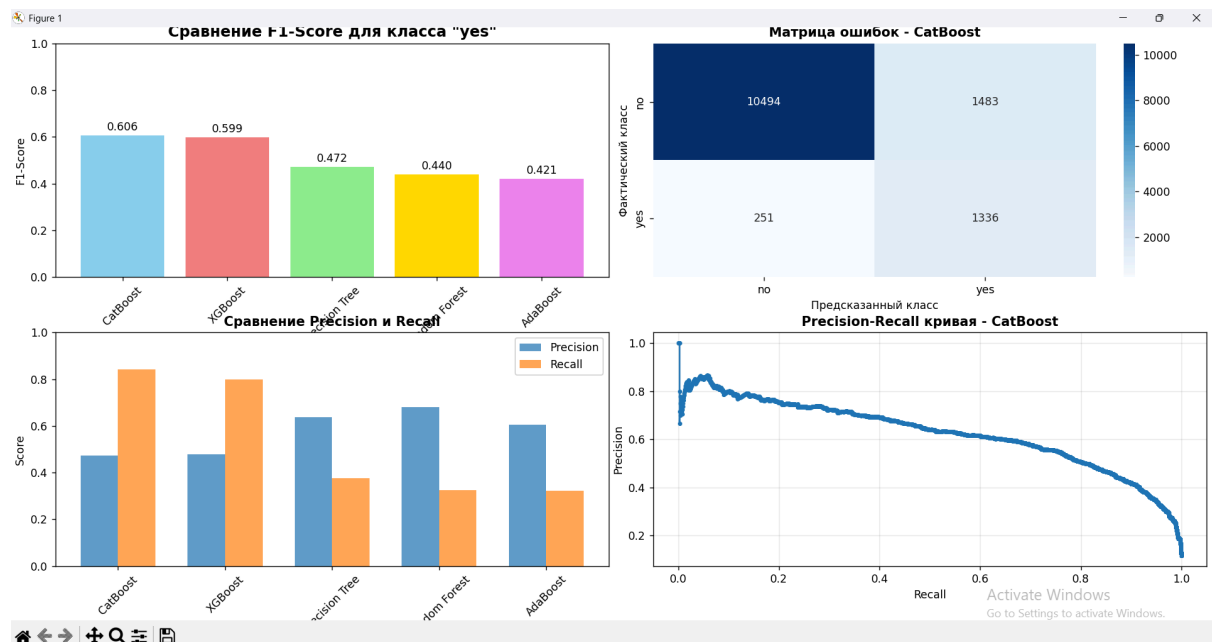 Figure 1
Сравнение F1-Score для класса "yes"
1.0
0.8
0.6
0.4
0.2
0.0
F1-Score
0.606
0.599
0.472
0.440
0.421
CatBoost
XGBoost
Tree
Forest
AdaBoost
Матрица ошибок - CatBoost
Фактический класс
no
yes
10494
1483
251
1336
no
yes
Предсказанный класс
10000
8000
6000
4000
2000
Сравнение Precision и Recall
1.0
0.8
0.6
0.4
0.2
0.0
Score
Precision
Recall
CatBoost
XGBoost
Tree
Forest
AdaBoost
Precision-Recall кривая - CatBoost
1.0
0.8
0.6
0.4
0.2
Precision
0.0
0.2
0.4
0.6
0.8
1.0
Recall
Activate Windows
Go to Settings to activate Windows.